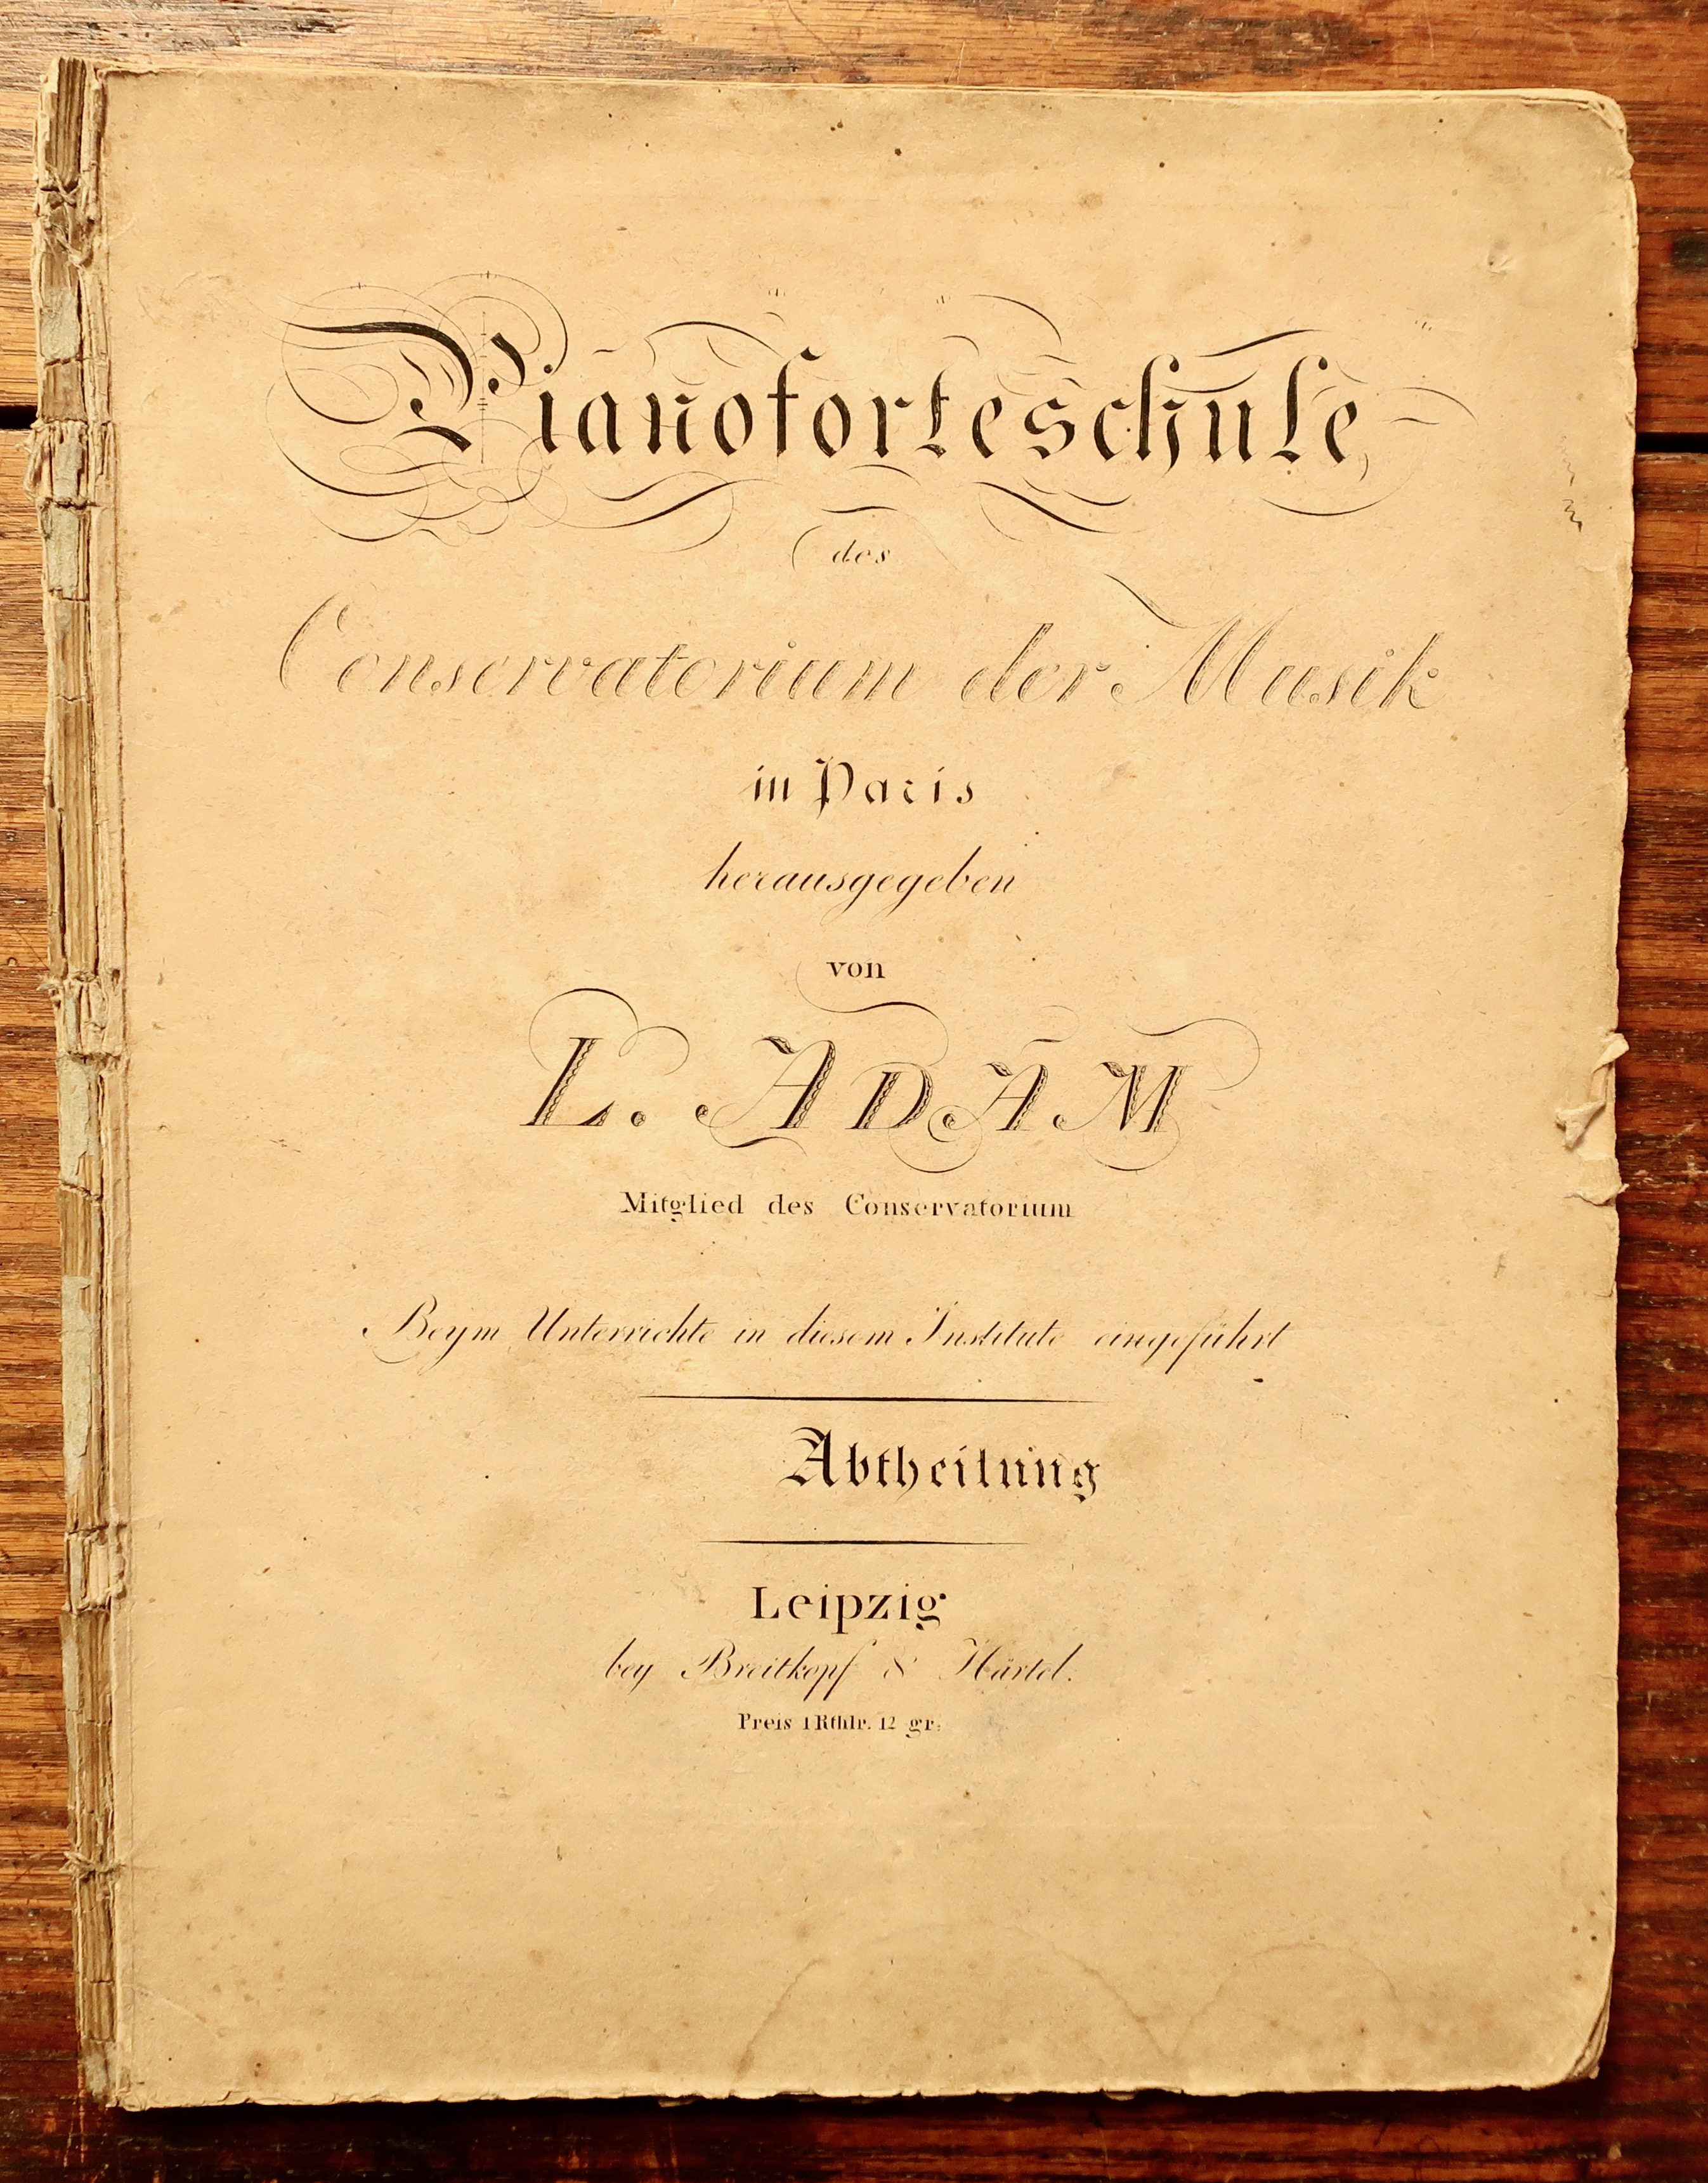 Pianoforteschule
des
Conservatorium der Musik
in Paris
herausgegeben
von
L. ADAM
Mitglied des Conservatorium
Beym Unterrichte in diesem Institute eingeführt
Abtheilung
Leipzig
bey Breitkopf & Härtel.
Preis 1 Rthlr. 12 gr.